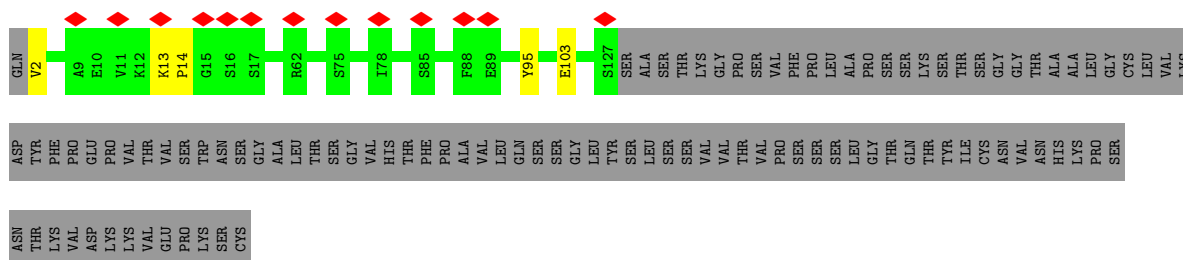 GLN V2 A9 E10 V11 K12 K13 P14 G15 S16 S17 R62 S75 I78 S85 F88 E89 Y95 E103 S127 SER ALA SER THR LYS GLY PRO SER VAL PHE PRO LEU ALA PRO SER SER LYS SER THR SER GLY GLY THR ALA ALA LEU GLY CYS LEU VAL LYS
ASP TYR PHE PRO GLU PRO VAL THR VAL SER TRP ASN SER GLY ALA LEU THR SER GLY VAL HIS THR PHE PRO ALA VAL LEU GLN SER SER GLY LEU TYR SER LEU SER SER VAL VAL THR VAL PRO SER SER SER LEU GLY THR GLN THR TYR ILE CYS ASN VAL ASN HIS LYS PRO SER
ASN THR LYS VAL ASP LYS LYS VAL GLU PRO LYS SER CYS